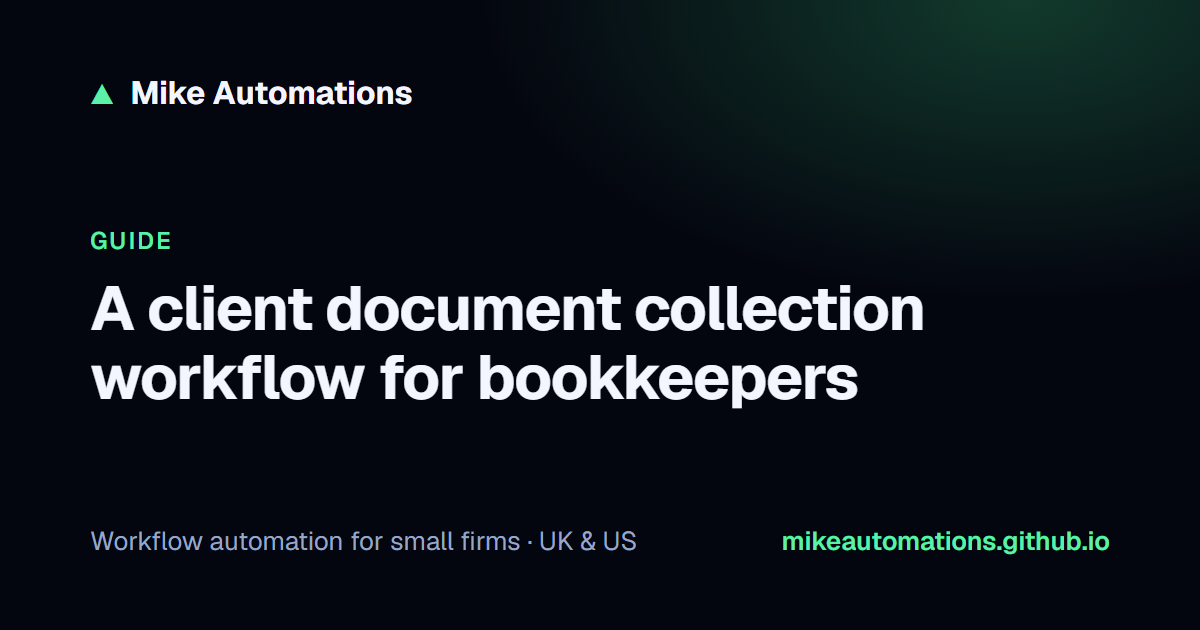 Mike Automations
GUIDE
A client document collection
workflow for bookkeepers
Workflow automation for small firms · UK & US
mikeautomations.github.io